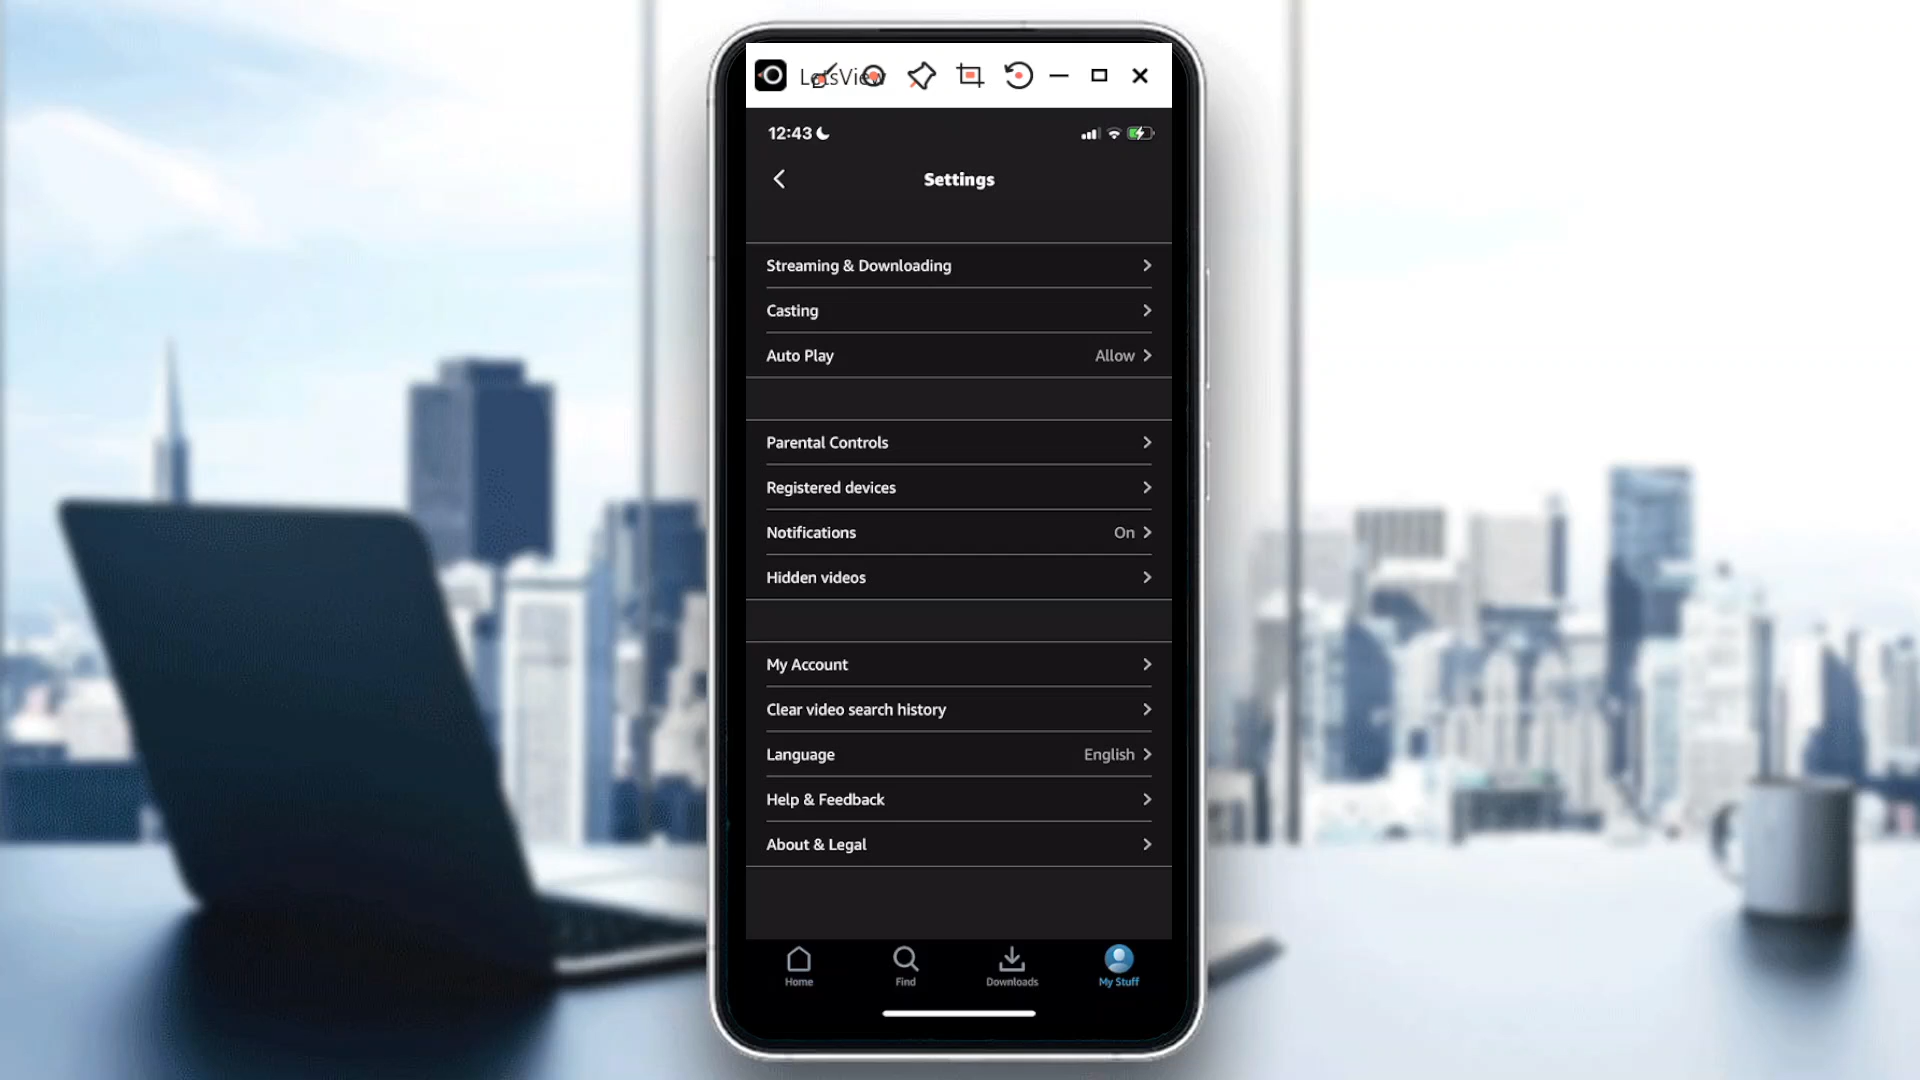 LetsView
12:43
Settings
Streaming & Downloading
Casting
Auto Play Allow
Parental Controls
Registered devices
Notifications On
Hidden videos
My Account
Clear video search history
Language English
Help & Feedback
About & Legal
Home Find Downloads My Stuff